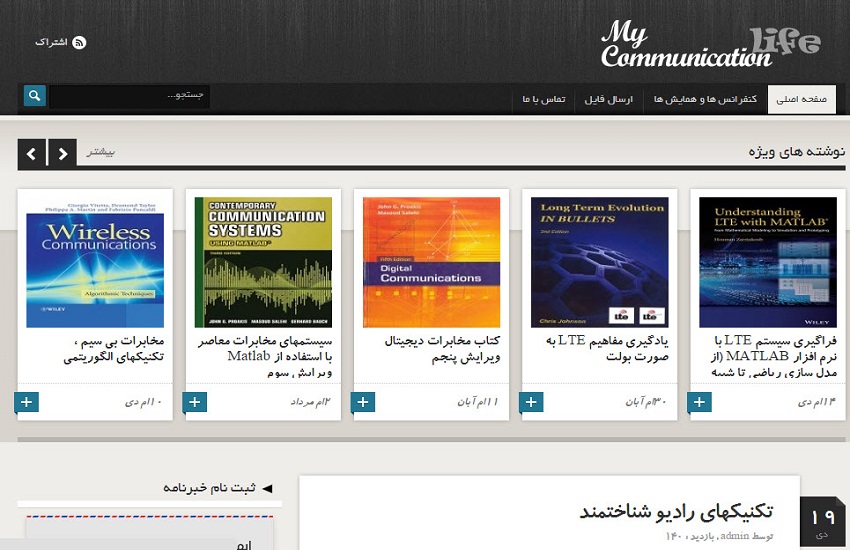 My
Communication
life
اشتراک
صفحه اصلی
کنفرانس ها و همایش ها
ارسال فایل
تماس با ما
جستجو...
نوشته های ویژه
بیشتر
Understanding
LTE with MATLAB
From Mathematical Modeling to Simulation and Prototyping
Houman Zarrinkoub
WILEY
فراگیری سیستم LTE با
نرم افزار MATLAB (از
مدل سازی ریاضی تا شبیه
۱۴ام دی
Long Term Evolution
IN BULLETS
2nd Edition
lte
lte
Chris Johnson
یادگیری مفاهیم LTE به
صورت بولت
۳۰ام آبان
John G. Proakis
Masoud Salehi
Fifth Edition
Digital
Communications
کتاب مخابرات دیجیتال
ویرایش پنجم
۱۱ام آبان
CONTEMPORARY
COMMUNICATION
SYSTEMS
USING MATLAB
THIRD EDITION
JOHN G. PROAKIS MASOUD SALEHI GERHARD BAUCH
سیستمهای مخابرات معاصر
با استفاده از Matlab
ویرایش سوم
۲ام مرداد
Giorgio Vitetta, Desmond Taylor
Philippa A. Martin and Fabrizio Pancaldi
Wireless
Communications
Algorithmic Techniques
WILEY
مخابرات بی سیم ،
تکنیکهای الگوریتمی
۱۰ام دی
۱۹
دی
تکنیکهای رادیو شناختمند
توسط admin ، بازدید : ۱۴۰
ثبت نام خبرنامه